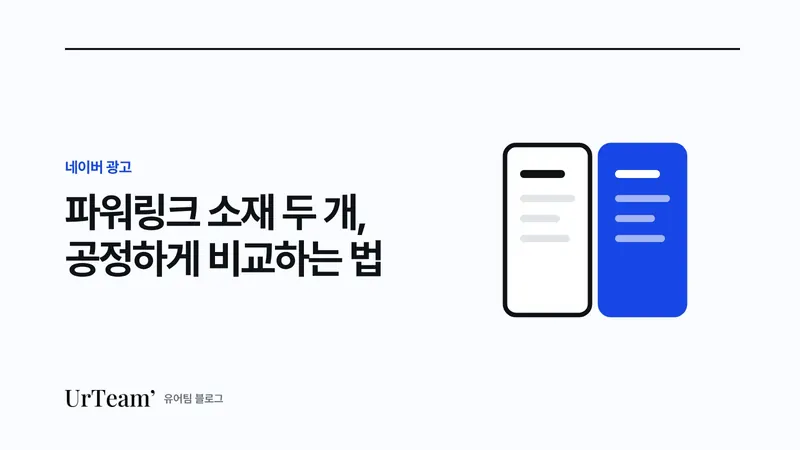 네이버 광고
파워링크 소재 두 개,
공정하게 비교하는 법
UrTeam’ 유어팀 블로그